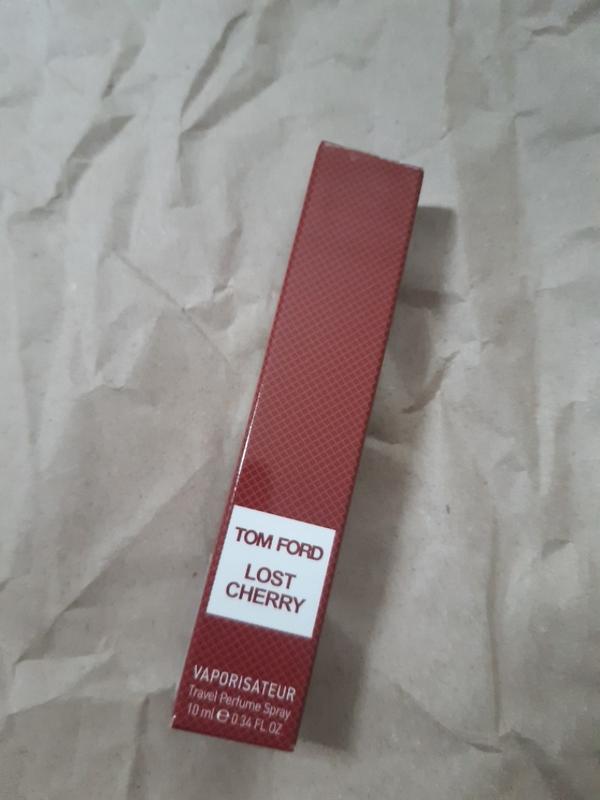 TOM FORD
LOST
CHERRY
VAPORISATEUR
Travel Perfume Spray
10 ml ℮ 0.34 FL.OZ